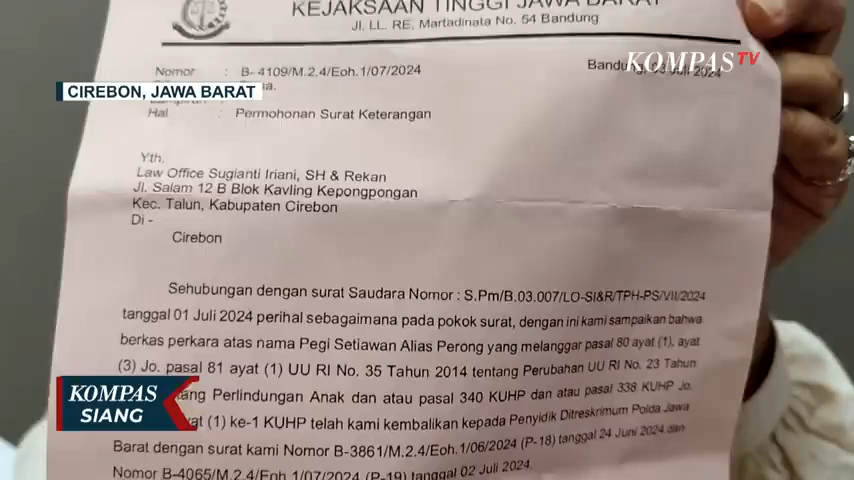 KEJAKSAAN TINGGI JAWA BARAT
Jl. LL. RE. Martadinata No. 54 Bandung
KOMPAS TV
Nomor : B- 4109/M.2.4/Eoh.1/07/2024
Bandung, 03 Juli 2024
CIREBON, JAWA BARAT
Hal : Permohonan Surat Keterangan
Yth.
Law Office Sugianti Iriani, SH & Rekan
Jl. Salam 12 B Blok Kavling Kepongpongan
Kec. Talun, Kabupaten Cirebon
Di -
Cirebon
Sehubungan dengan surat Saudara Nomor : S.Pm/B.03.007/LO-SI&R/TPH-PS/VII/2024
tanggal 01 Juli 2024 perihal sebagaimana pada pokok surat, dengan ini kami sampaikan bahwa
berkas perkara atas nama Pegi Setiawan Alias Perong yang melanggar pasal 80 ayat (1), ayat
(3) Jo. pasal 81 ayat (1) UU RI No. 35 Tahun 2014 tentang Perubahan UU RI No. 23 Tahun
Perlindungan Anak dan atau pasal 340 KUHP dan atau pasal 338 KUHP Jo.
(1) ke-1 KUHP telah kami kembalikan kepada Penyidik Ditreskrimum Polda Jawa
Barat dengan surat kami Nomor B-3861/M.2.4/Eoh.1/06/2024 (P-18) tanggal 24 Juni 2024 dan
Nomor B-4065/M.2.4/Eoh.1/07/2024 (P-19) tanggal 02 Juli 2024.
KOMPAS
SIANG